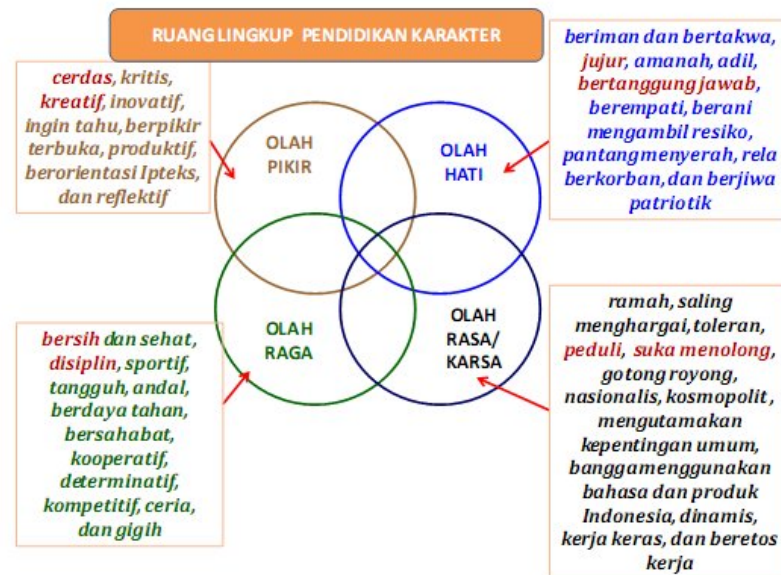 RUANG LINGKUP PENDIDIKAN KARAKTER
cerdas, kritis,
kreatif, inovatif,
ingin tahu, berpikir
terbuka, produktif,
berorientasi Ipteks,
dan reflektif
OLAH
PIKIR
OLAH
HATI
beriman dan bertakwa,
jujur, amanah, adil,
bertanggung jawab,
berempati, berani
mengambil resiko,
pantangmenyerah, rela
berkorban, dan berjiwa
patriotik
bersih dan sehat,
disiplin, sportif,
tangguh, andal,
berdaya tahan,
bersahabat,
kooperatif,
determinatif,
kompetitif, ceria,
dan gigih
OLAH
RAGA
OLAH
RASA/
KARSA
ramah, saling
menghargai, toleran,
peduli, suka menolong,
gotong royong,
nasionalis, kosmopolit,
mengutamakan
kepentingan umum,
banggamenggunakan
bahasa dan produk
Indonesia, dinamis,
kerja keras, dan beretos
kerja